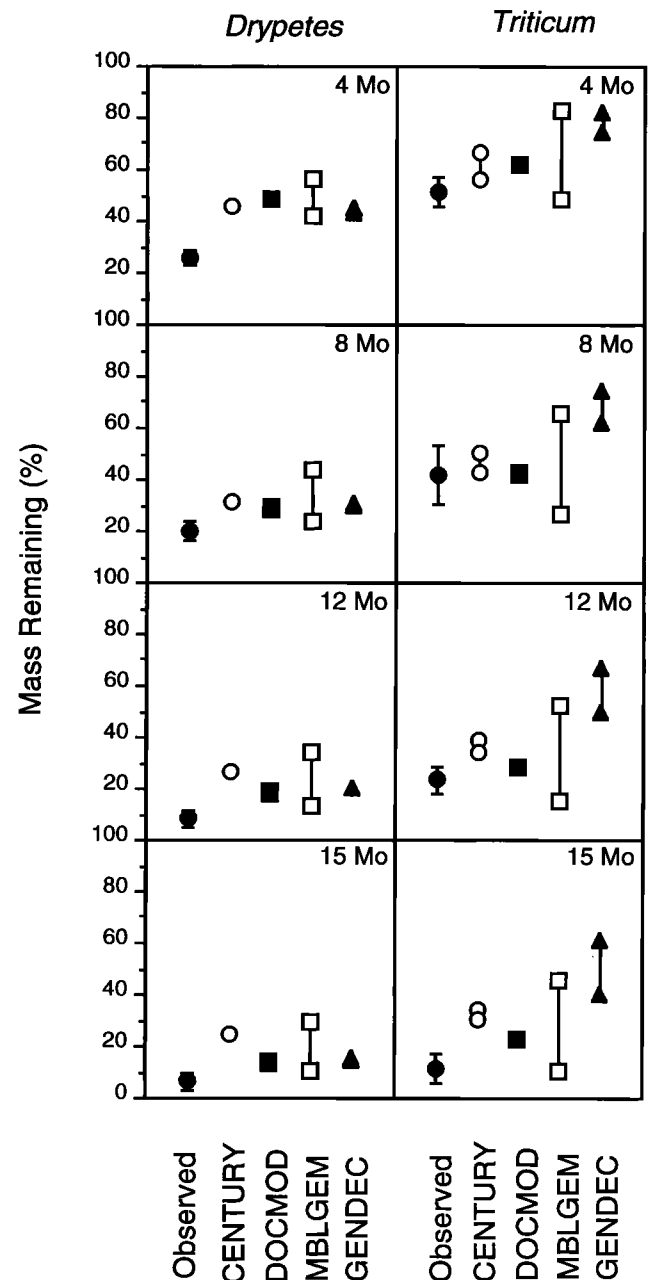 Drypetes Triticum
100 4 Mo 4 Mo
80
60
40
20
100 8 Mo 8 Mo
80
60
40
20
100 12 Mo 12 Mo
80
60
40
20
100 15 Mo 15 Mo
80
60
40
20
0
Mass Remaining (%)
Observed
CENTURY
DOCMOD
MBLGEM
GENDEC
Observed
CENTURY
DOCMOD
MBLGEM
GENDEC